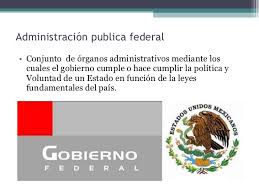 Administración publica federal
• Conjunto de órganos administrativos mediante los
cuales el gobierno cumple o hace cumplir la política y
Voluntad de un Estado en función de la leyes
fundamentales del país.
GOBIERNO
FEDERAL
ESTADOS UNIDOS MEXICANOS